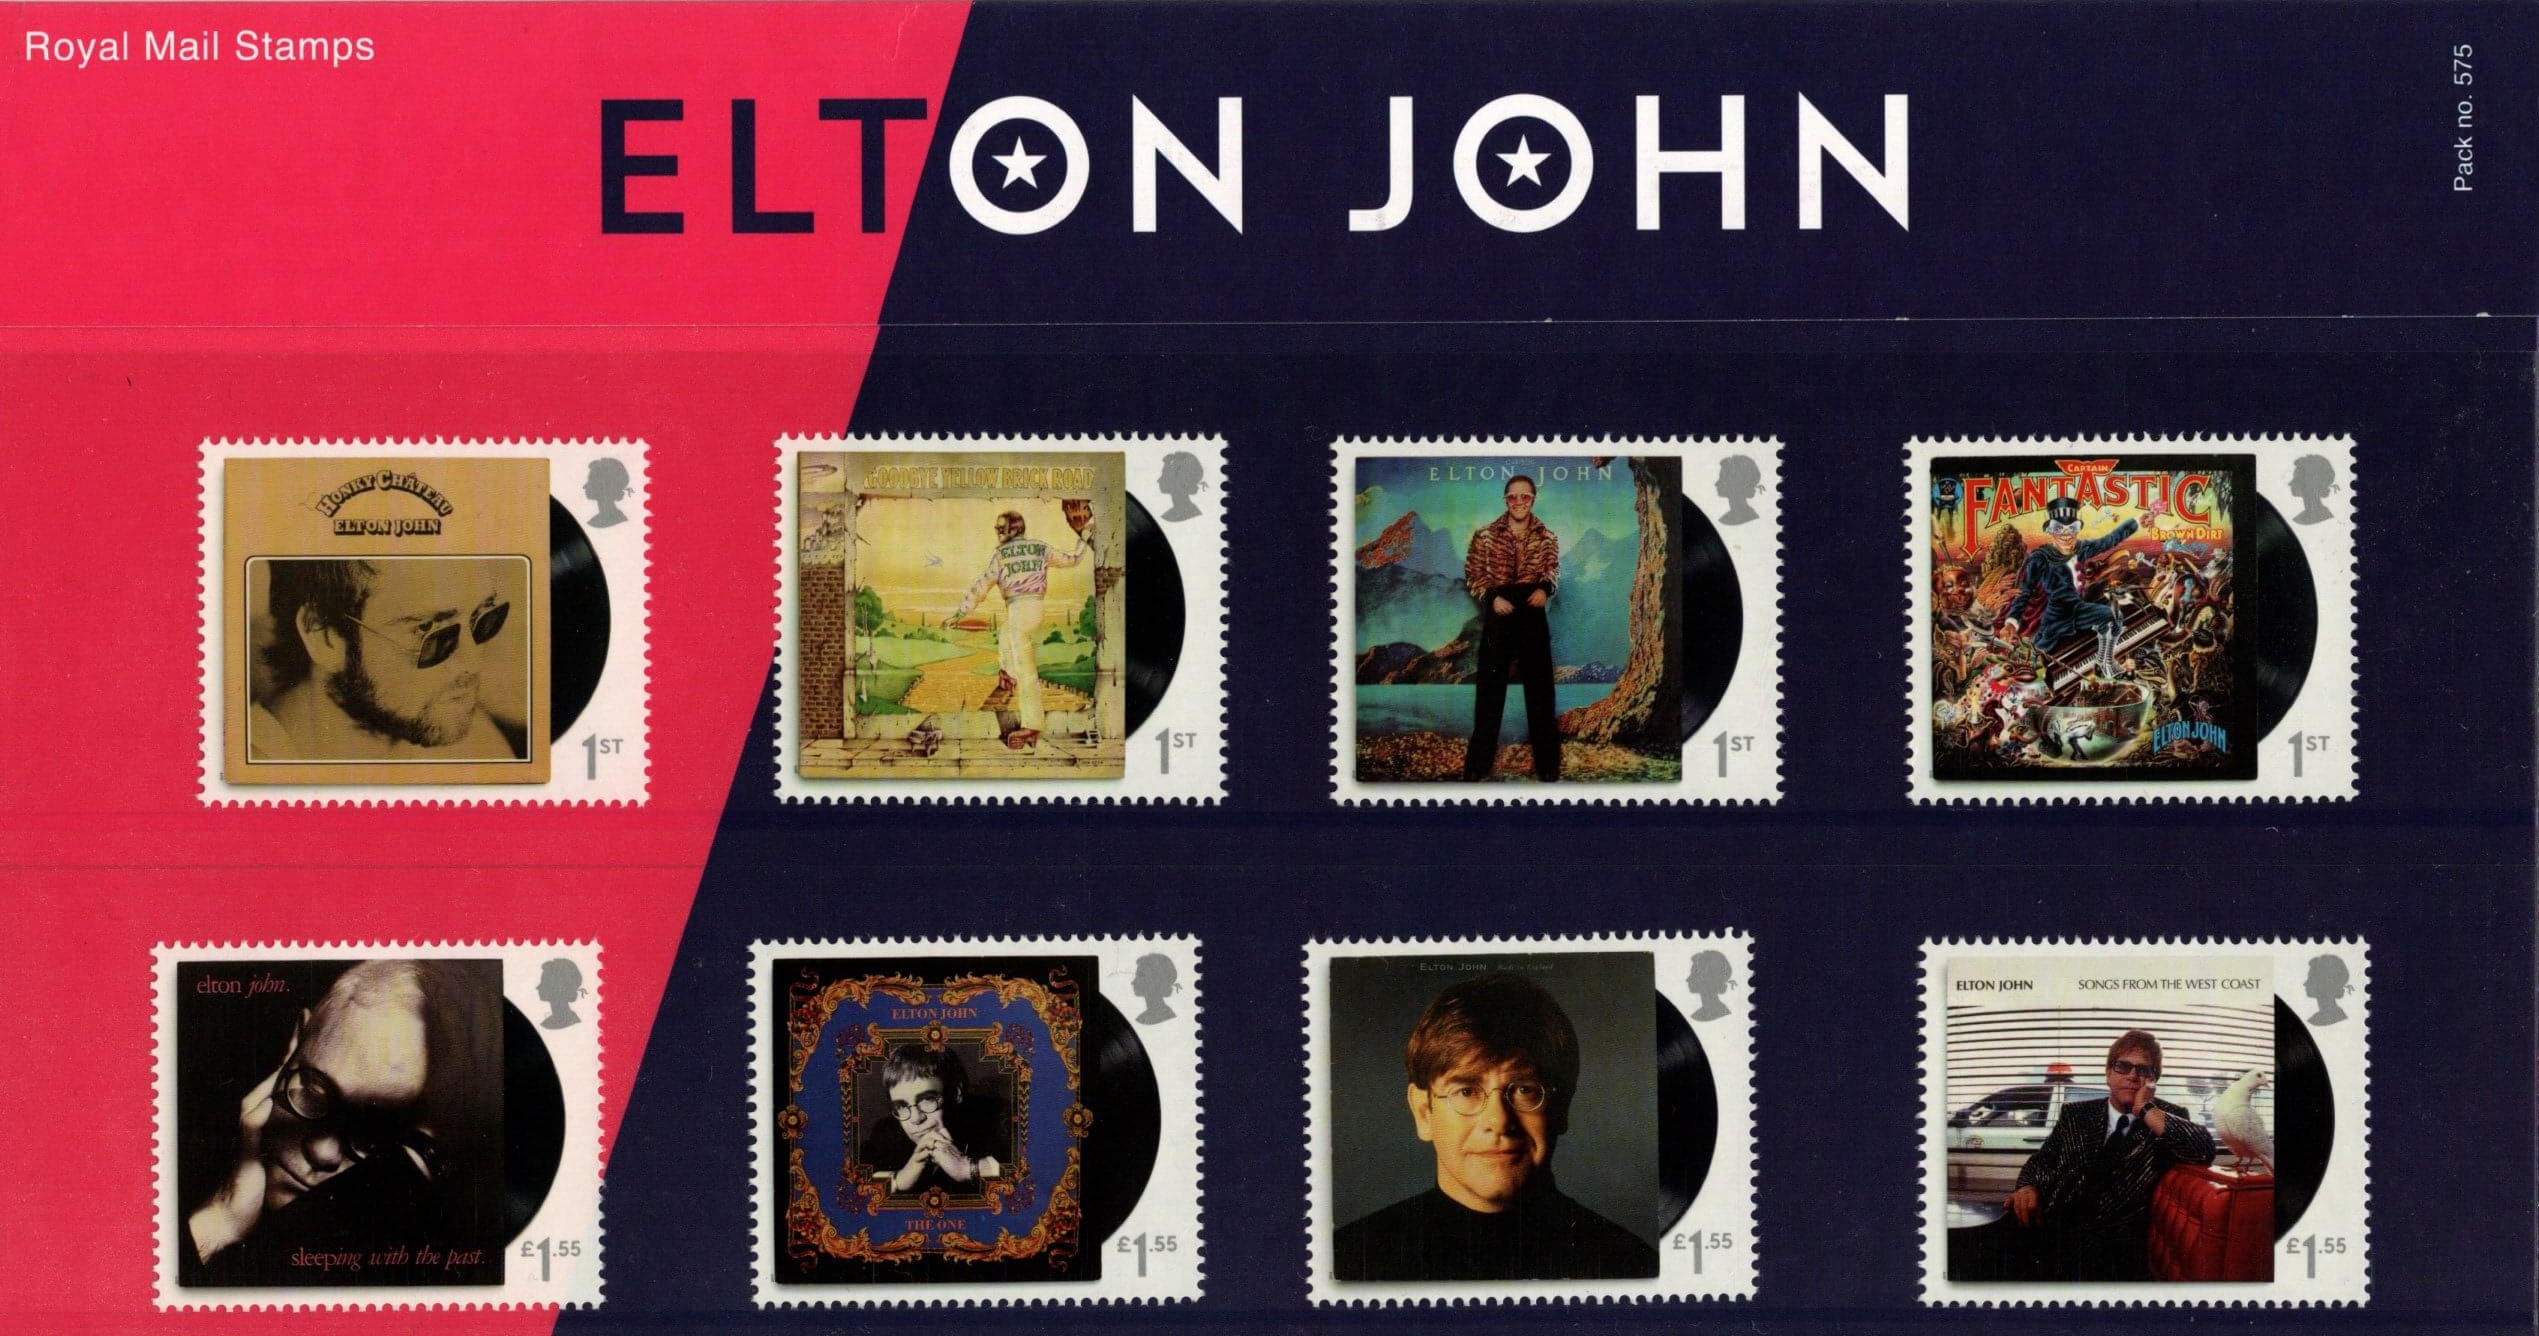 Royal Mail Stamps
ELTON JOHN
Pack no. 575
HONKY CHÂTEAU
ELTON JOHN
1ST
GOODBYE YELLOW BRICK ROAD
ELTON
JOHN
1ST
ELTON JOHN
1ST
CAPTAIN
FANTASTIC
BROWN DIRT
ELTON JOHN
1ST
elton john.
sleeping with the past.
£1.55
ELTON JOHN
THE ONE
£1.55
ELTON JOHN Made in England
£1.55
ELTON JOHN SONGS FROM THE WEST COAST
£1.55